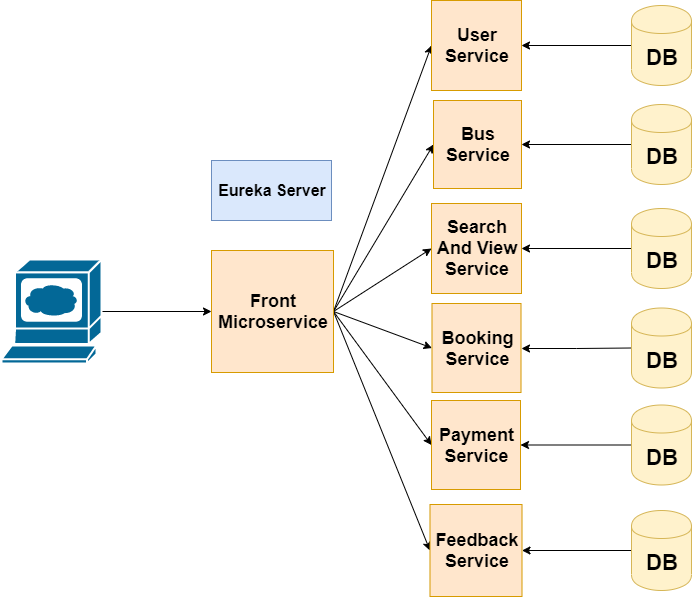 User
Service
DB
Bus
Service
DB
Eureka Server
Search
And View
Service
DB
Front
Microservice
Booking
Service
DB
Payment
Service
DB
Feedback
Service
DB